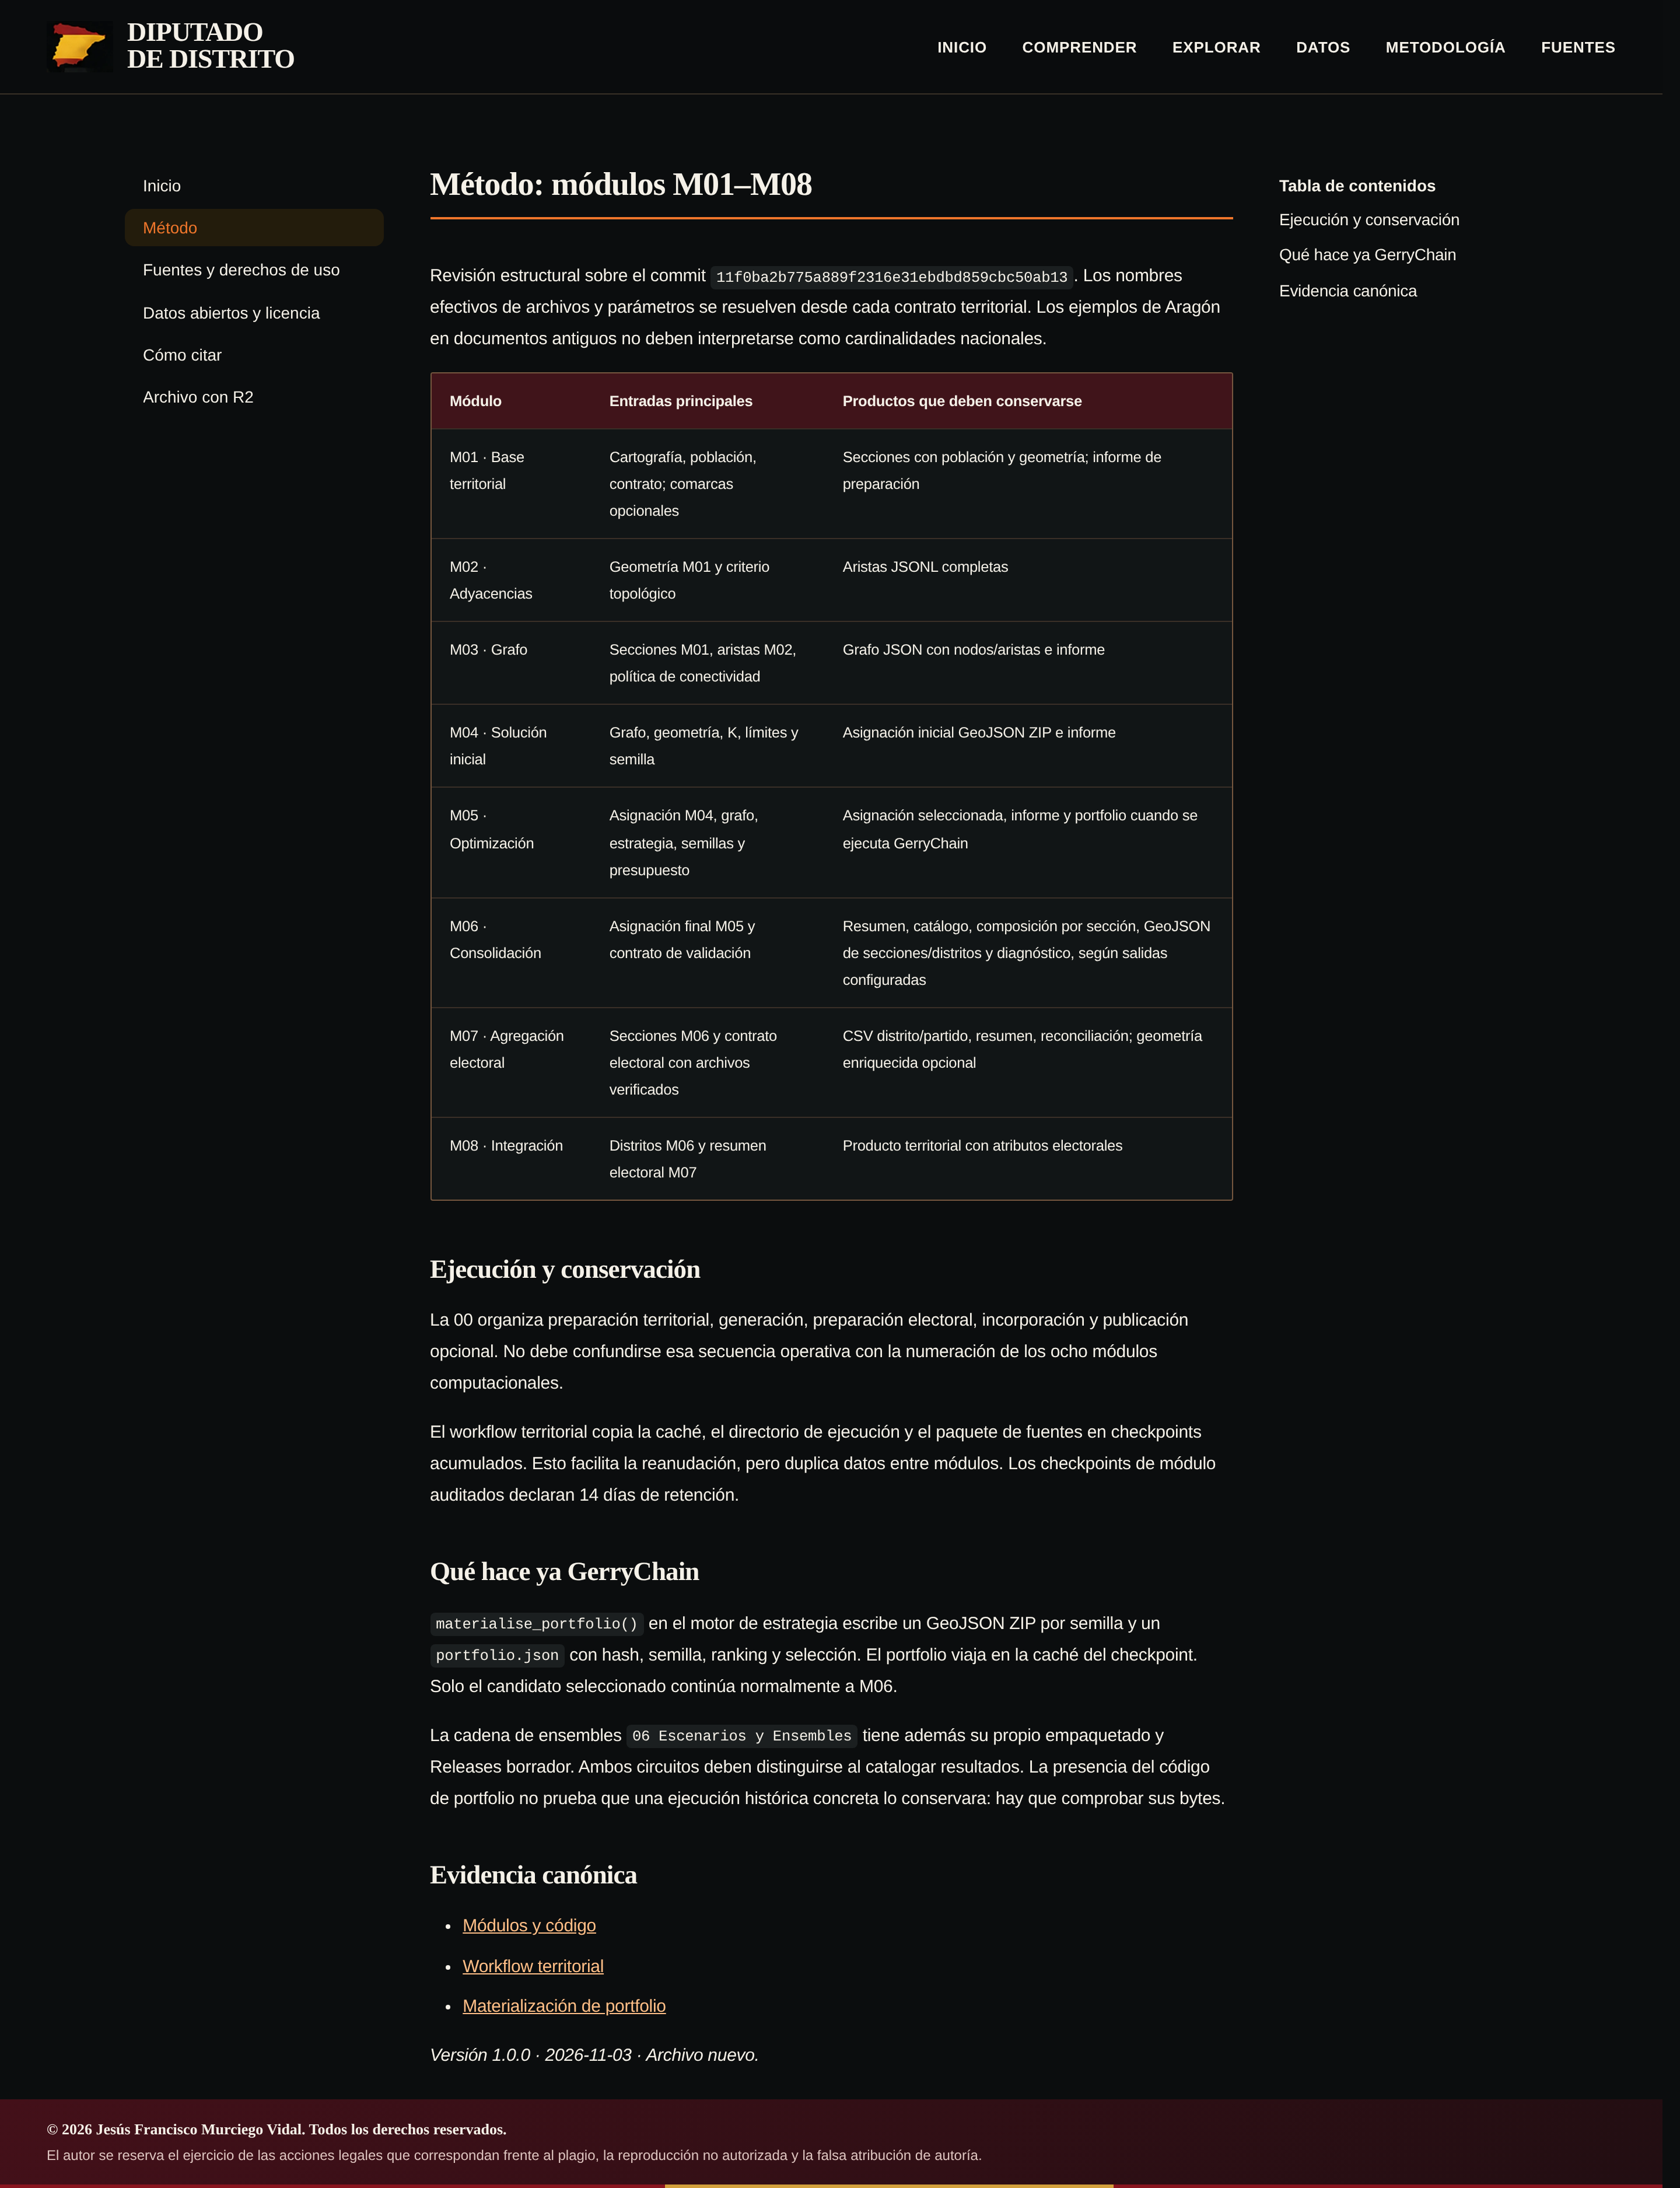 DIPUTADO
DE DISTRITO
INICIO COMPRENDER EXPLORAR DATOS METODOLOGÍA FUENTES
Inicio
Método
Fuentes y derechos de uso
Datos abiertos y licencia
Cómo citar
Archivo con R2
Método: módulos M01–M08
Revisión estructural sobre el commit 11f0ba2b775a889f2316e31ebdbd859cbc50ab13. Los nombres
efectivos de archivos y parámetros se resuelven desde cada contrato territorial. Los ejemplos de Aragón
en documentos antiguos no deben interpretarse como cardinalidades nacionales.
Módulo Entradas principales Productos que deben conservarse
M01 · Base
territorial
Cartografía, población,
contrato; comarcas
opcionales
Secciones con población y geometría; informe de
preparación
M02 ·
Adyacencias
Geometría M01 y criterio
topológico
Aristas JSONL completas
M03 · Grafo
Secciones M01, aristas M02,
política de conectividad
Grafo JSON con nodos/aristas e informe
M04 · Solución
inicial
Grafo, geometría, K, límites y
semilla
Asignación inicial GeoJSON ZIP e informe
M05 ·
Optimización
Asignación M04, grafo,
estrategia, semillas y
presupuesto
Asignación seleccionada, informe y portfolio cuando se
ejecuta GerryChain
M06 ·
Consolidación
Asignación final M05 y
contrato de validación
Resumen, catálogo, composición por sección, GeoJSON
de secciones/distritos y diagnóstico, según salidas
configuradas
M07 · Agregación
electoral
Secciones M06 y contrato
electoral con archivos
verificados
CSV distrito/partido, resumen, reconciliación; geometría
enriquecida opcional
M08 · Integración
Distritos M06 y resumen
electoral M07
Producto territorial con atributos electorales
Ejecución y conservación
La 00 organiza preparación territorial, generación, preparación electoral, incorporación y publicación
opcional. No debe confundirse esa secuencia operativa con la numeración de los ocho módulos
computacionales.
El workflow territorial copia la caché, el directorio de ejecución y el paquete de fuentes en checkpoints
acumulados. Esto facilita la reanudación, pero duplica datos entre módulos. Los checkpoints de módulo
auditados declaran 14 días de retención.
Qué hace ya GerryChain
materialise_portfolio() en el motor de estrategia escribe un GeoJSON ZIP por semilla y un
portfolio.json con hash, semilla, ranking y selección. El portfolio viaja en la caché del checkpoint.
Solo el candidato seleccionado continúa normalmente a M06.
La cadena de ensembles 06 Escenarios y Ensembles tiene además su propio empaquetado y
Releases borrador. Ambos circuitos deben distinguirse al catalogar resultados. La presencia del código
de portfolio no prueba que una ejecución histórica concreta lo conservara: hay que comprobar sus bytes.
Evidencia canónica
• Módulos y código
• Workflow territorial
• Materialización de portfolio
Versión 1.0.0 · 2026-11-03 · Archivo nuevo.
Tabla de contenidos
Ejecución y conservación
Qué hace ya GerryChain
Evidencia canónica
© 2026 Jesús Francisco Murciego Vidal. Todos los derechos reservados.
El autor se reserva el ejercicio de las acciones legales que correspondan frente al plagio, la reproducción no autorizada y la falsa atribución de autoría.